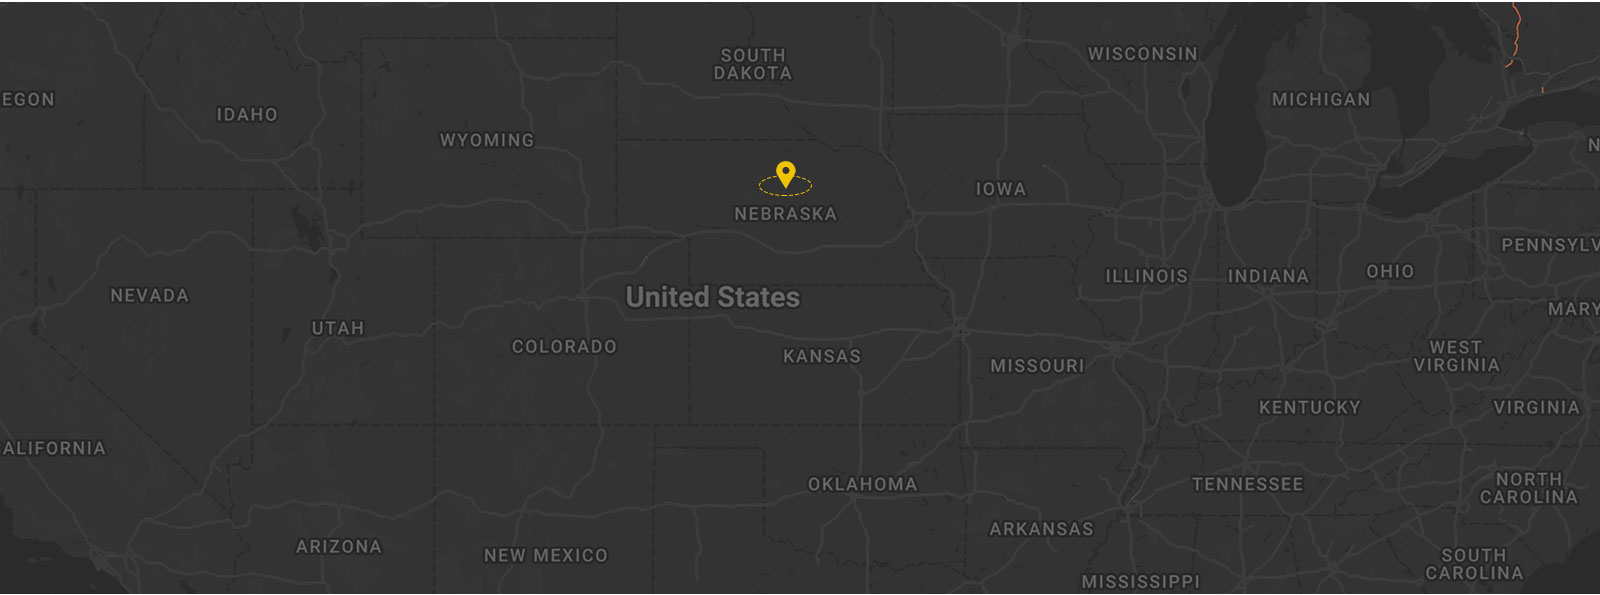 SOUTH
DAKOTA
WISCONSIN
EGON
IDAHO
MICHIGAN
WYOMING
N
IOWA
NEBRASKA
PENNSYLV
ILLINOIS
INDIANA
OHIO
NEVADA
United States
MARY
UTAH
COLORADO
KANSAS
MISSOURI
WEST
VIRGINIA
KENTUCKY
VIRGINIA
ALIFORNIA
OKLAHOMA
TENNESSEE
NORTH
CAROLINA
ARKANSAS
ARIZONA
NEW MEXICO
SOUTH
CAROLINA
MISSISSIPPI